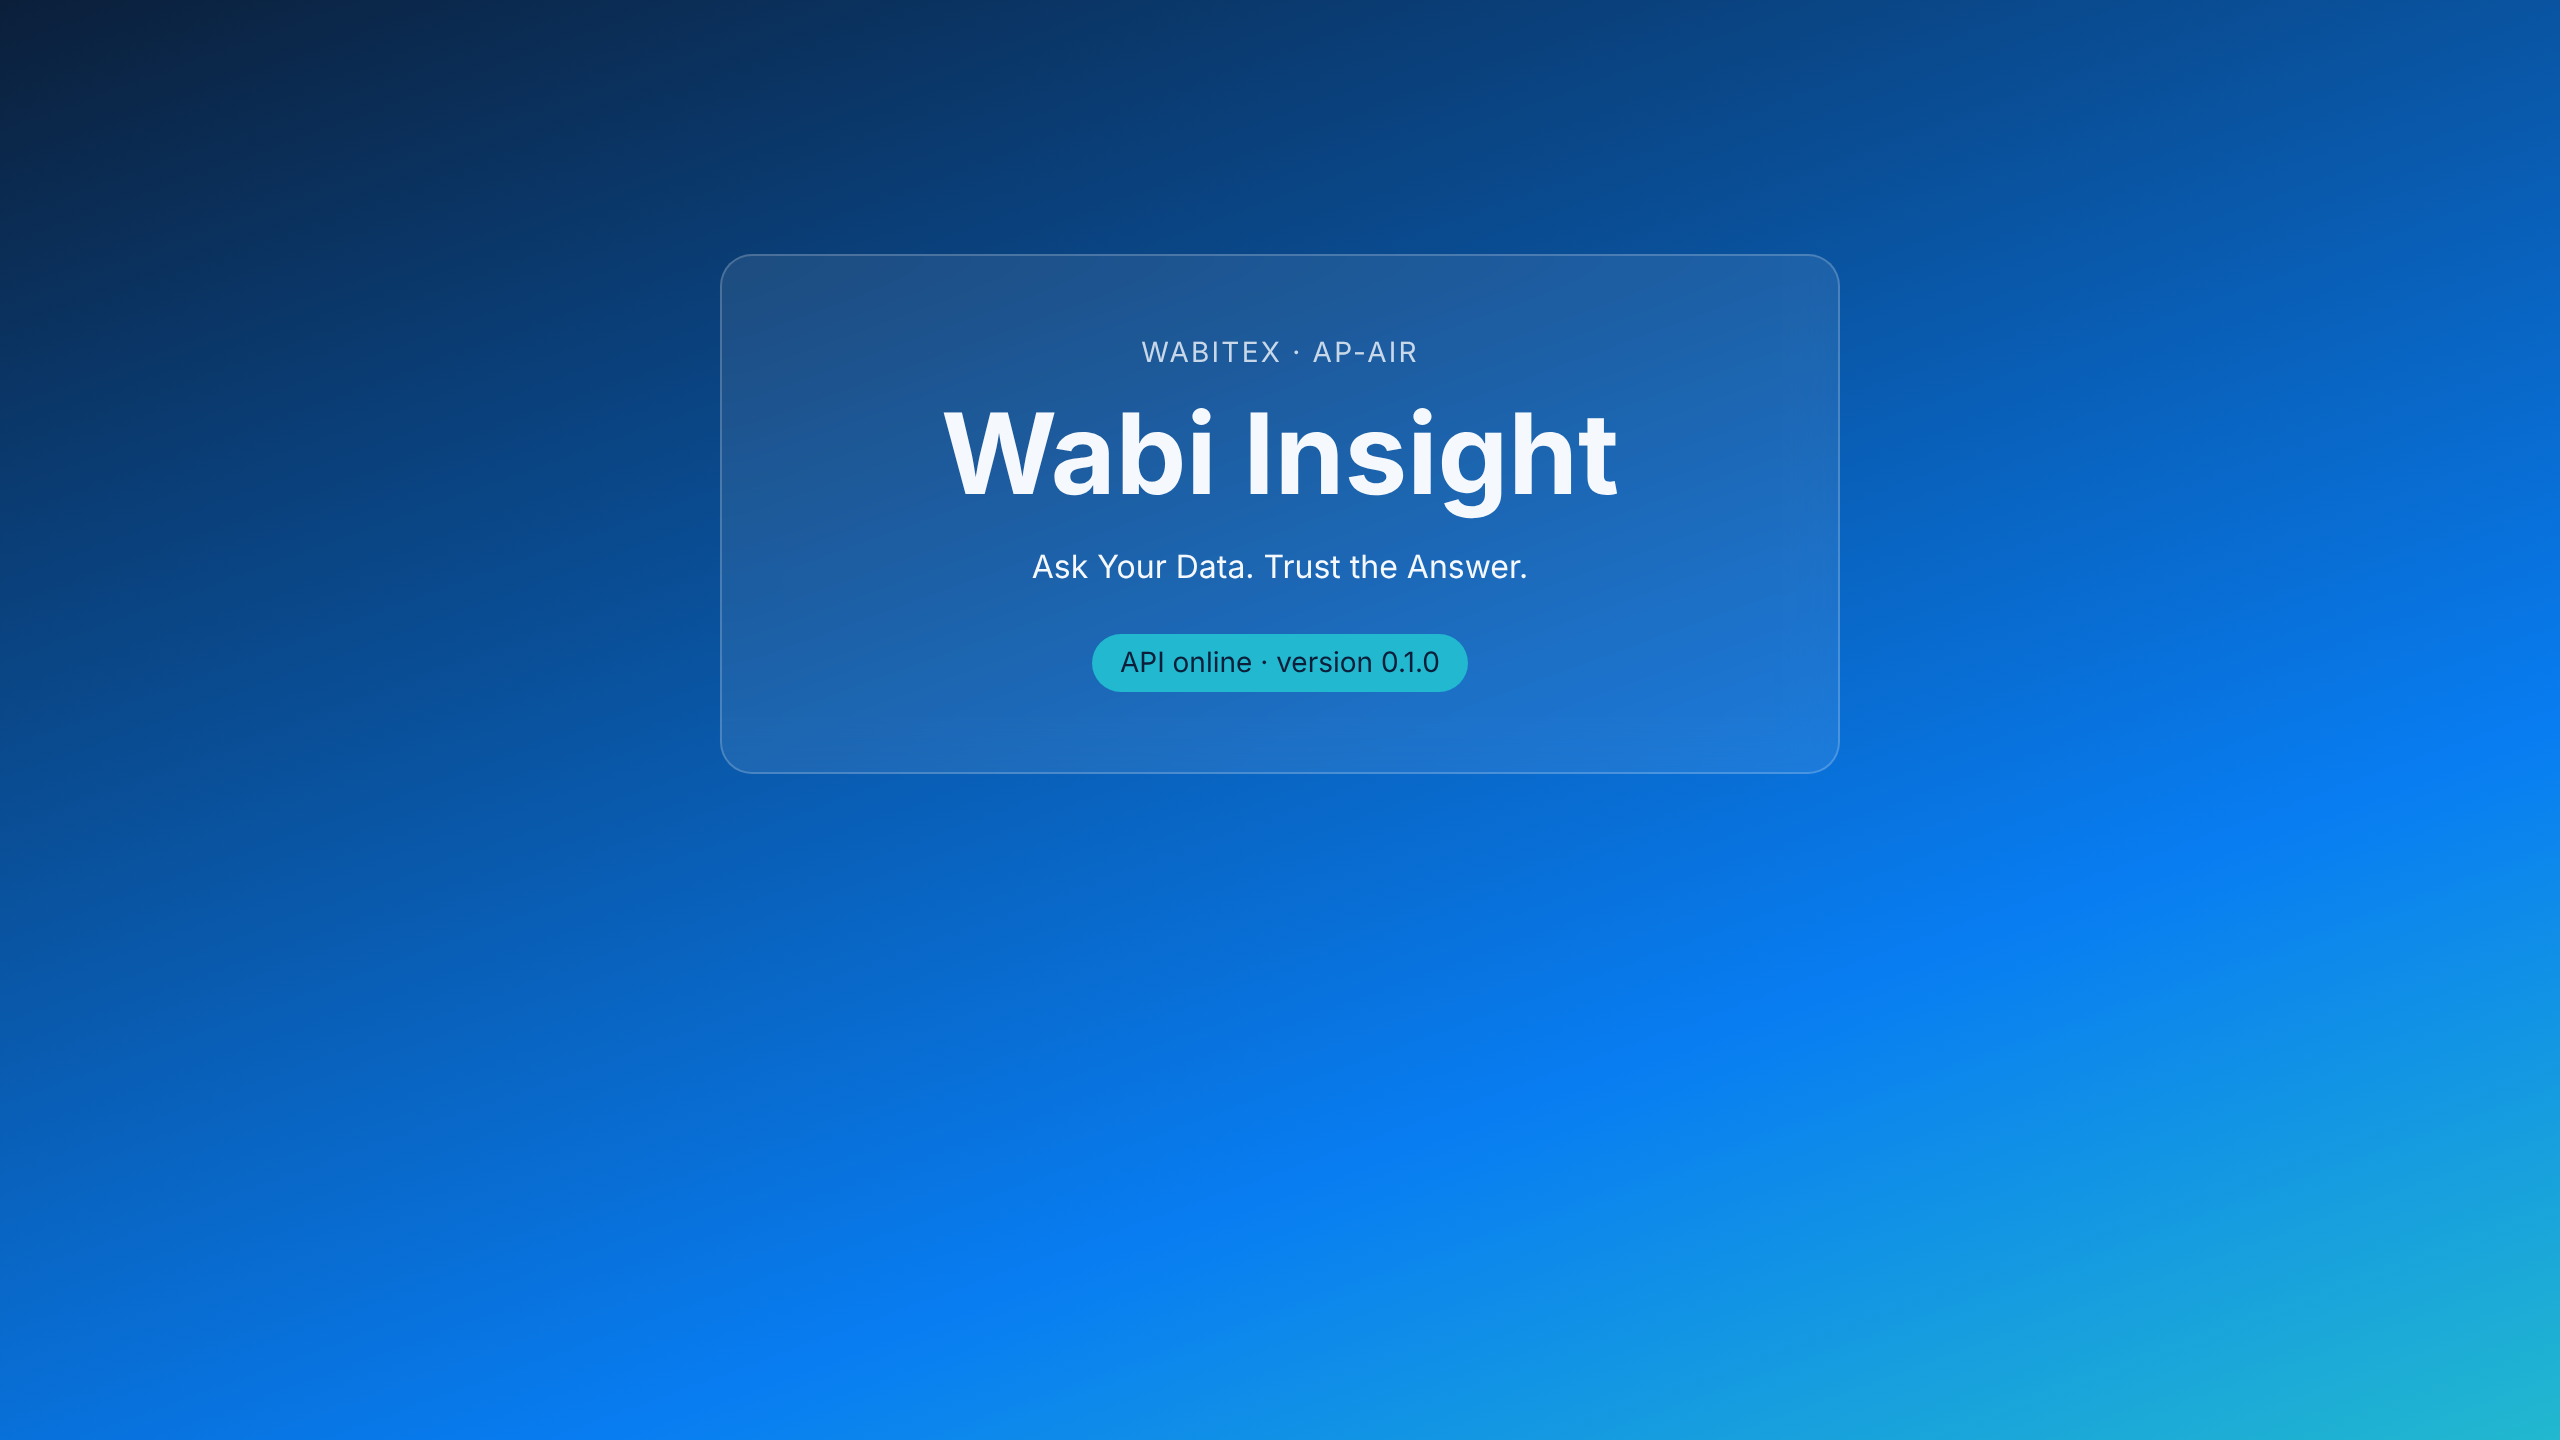 WABITEX · AP-AIR
Wabi Insight
Ask Your Data. Trust the Answer.
API online · version 0.1.0